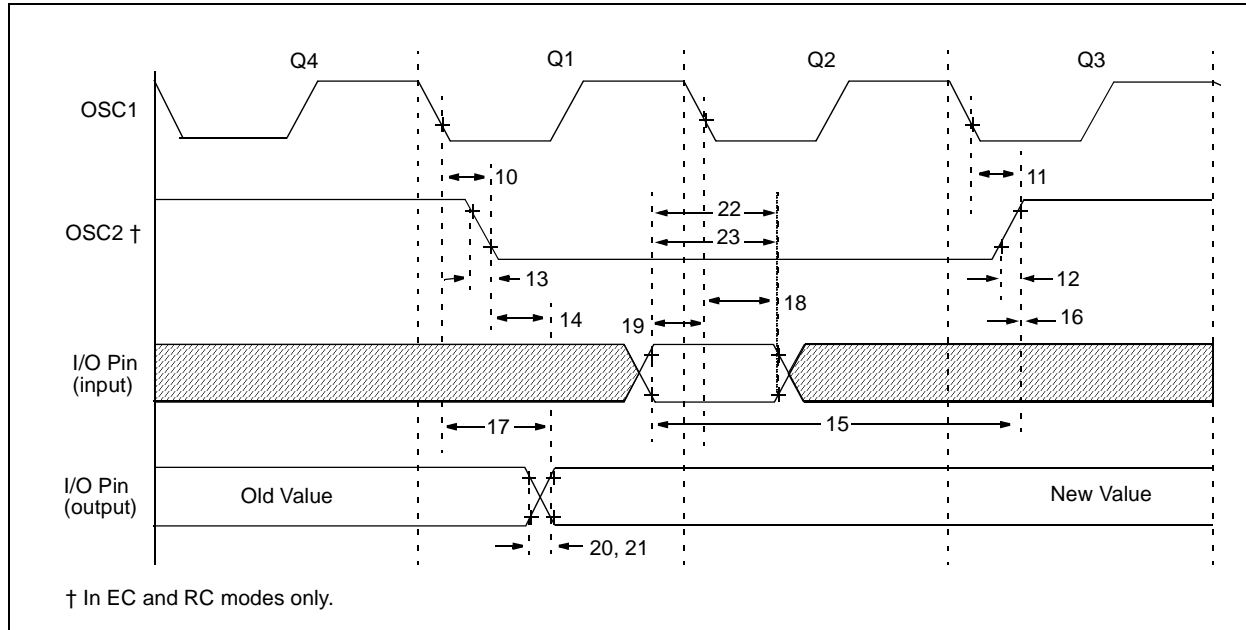 Q4 Q1 Q2 Q3
OSC1
10 11
22
OSC2 †
23
13 12
18
14 19 16
I/O Pin
(input)
17 15
I/O Pin
(output)
Old Value New Value
20, 21
† In EC and RC modes only.